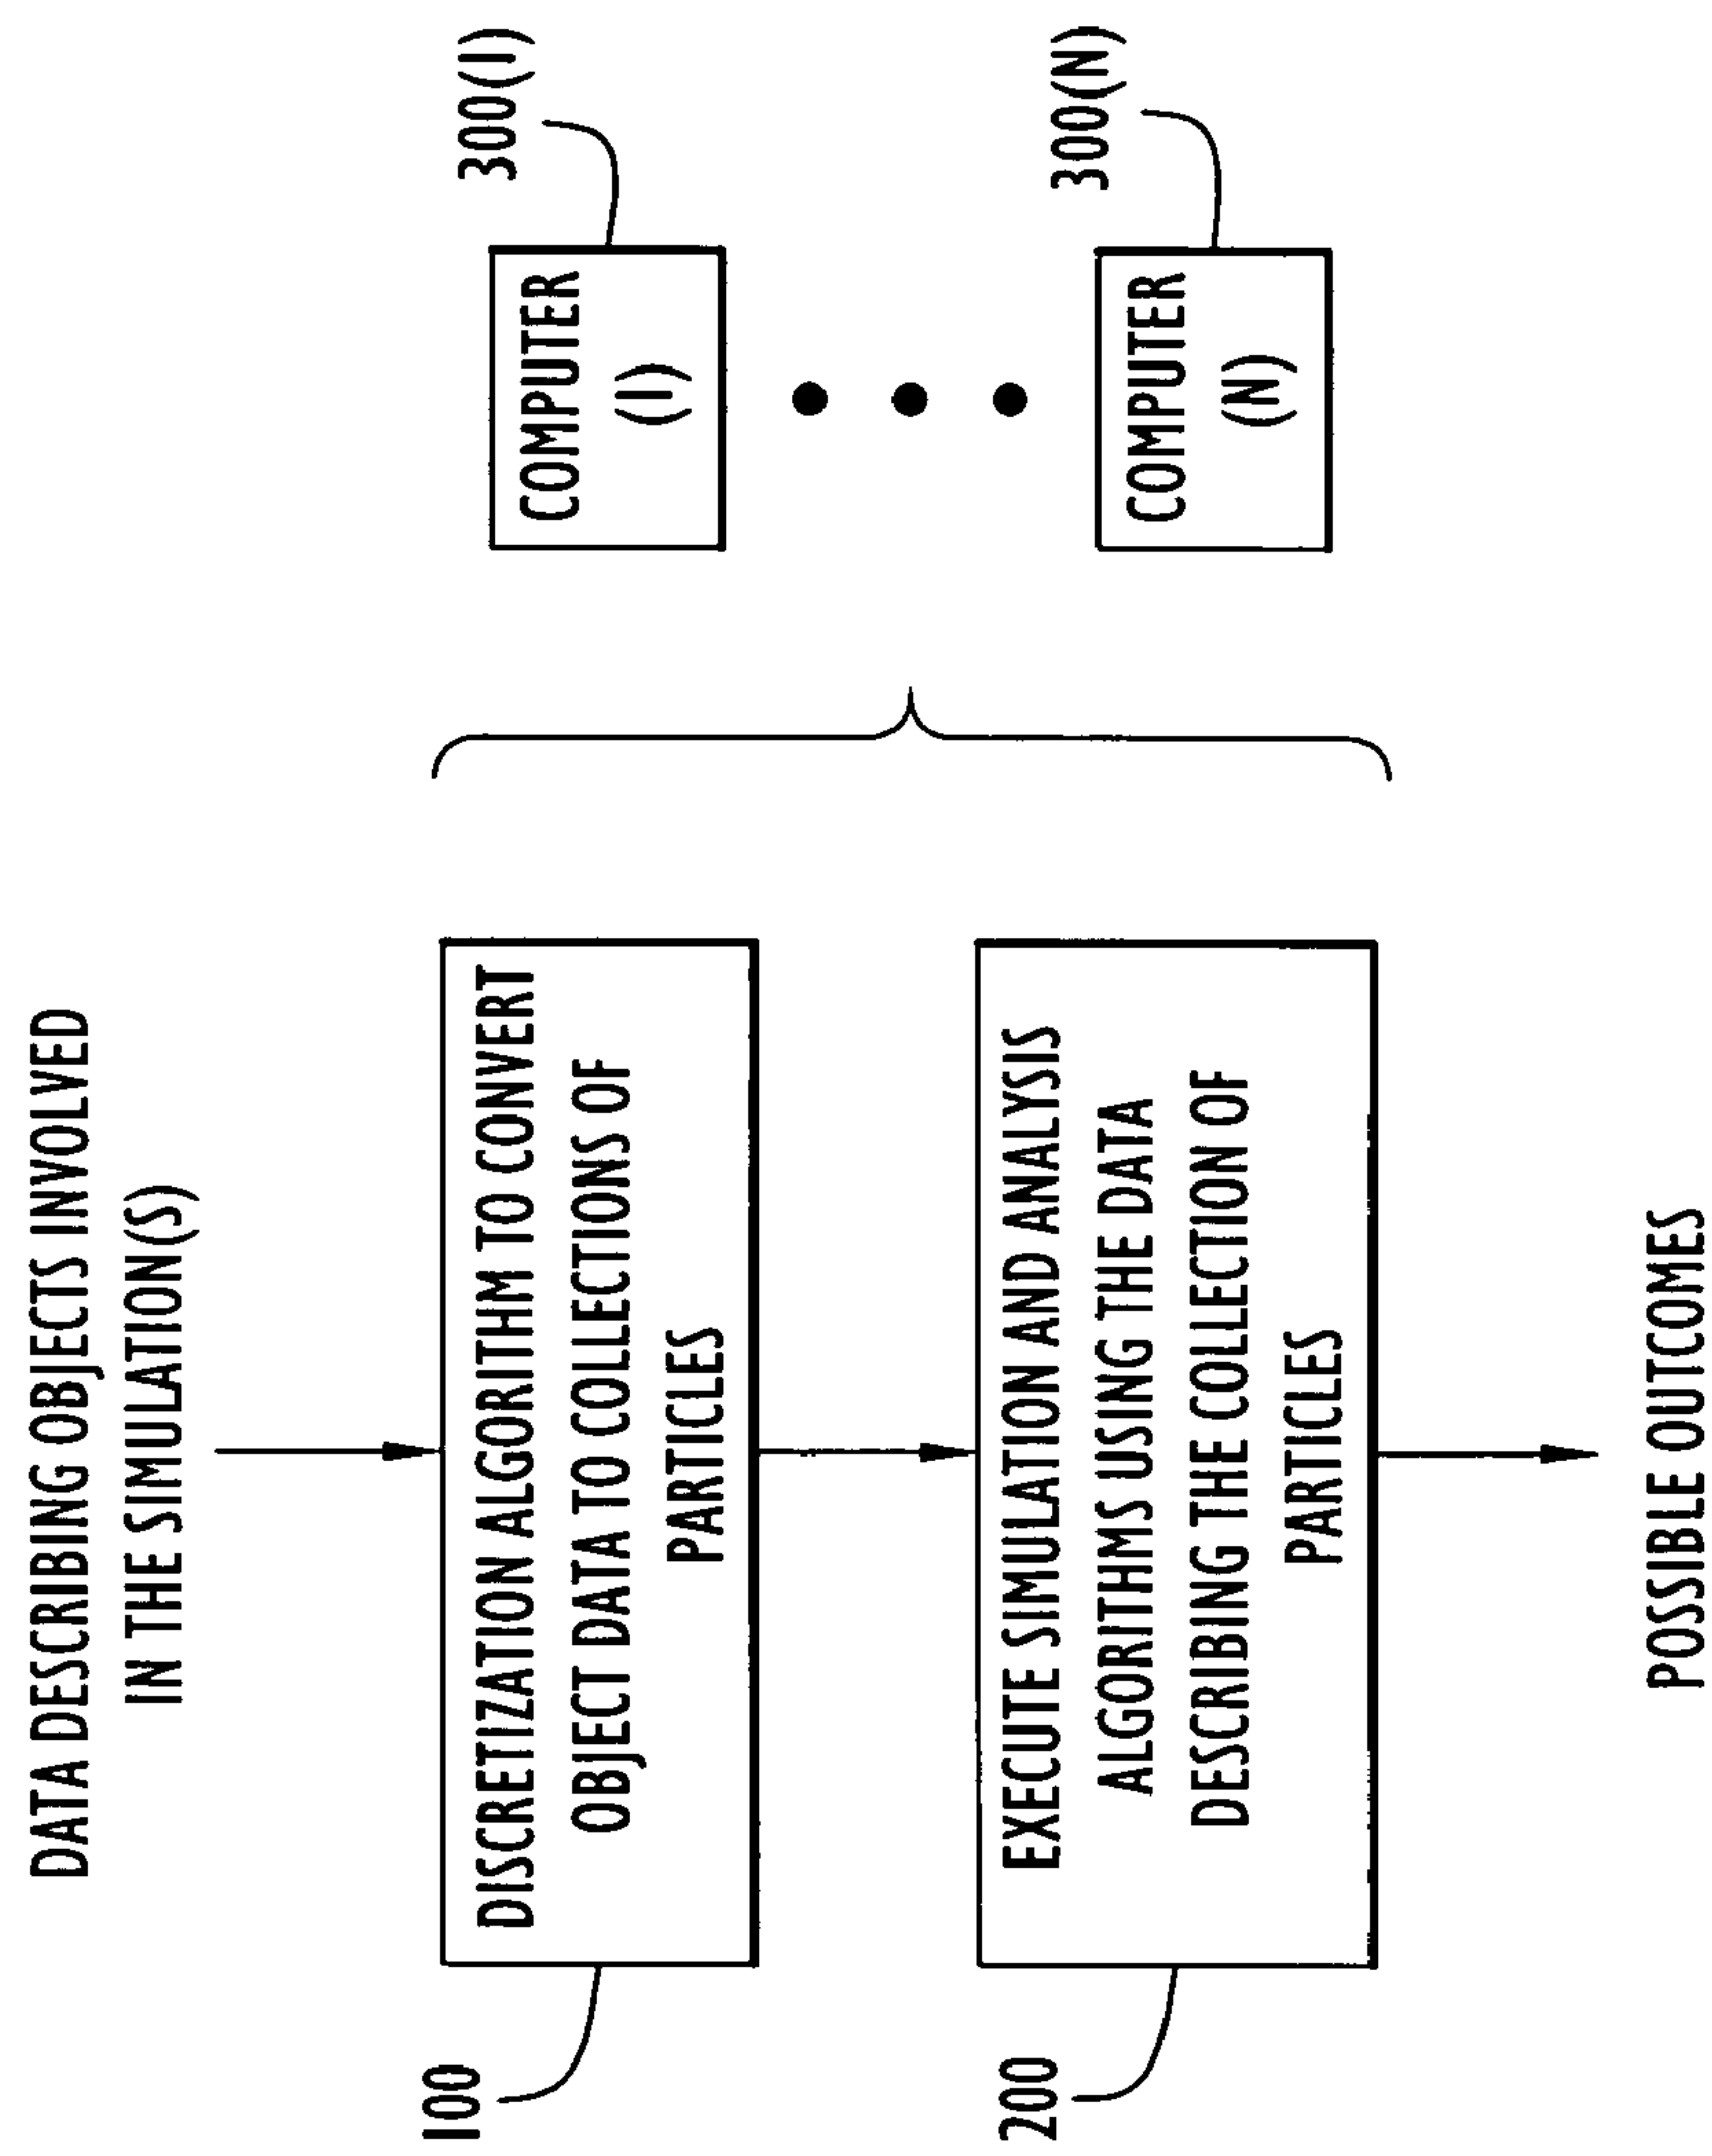 DATA DESCRIBING OBJECTS INVOLVED
IN THE SIMULATION(S)
100
DISCRETIZATION ALGORITHM TO CONVERT
OBJECT DATA TO COLLECTIONS OF
PARTICLES
200
EXECUTE SIMULATION AND ANALYSIS
ALGORITHMS USING THE DATA
DESCRIBING THE COLLECTION OF
PARTICLES
POSSIBLE OUTCOMES
300(1)
COMPUTER
(1)
300(N)
COMPUTER
(N)